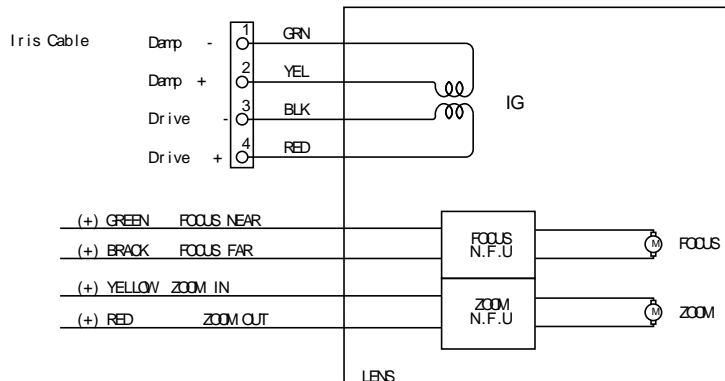 Iris Cable
Damp - 1 GRN
Damp + 2 YEL
Drive - 3 BLK
Drive + 4 RED
IG
(+) GREEN FOCUS NEAR
(+) BRACK FOCUS FAR
FOCUS
N.F.U
M FOCUS
(+) YELLOW ZOOM IN
(+) RED ZOOM OUT
ZOOM
N.F.U
M ZOOM
LENS